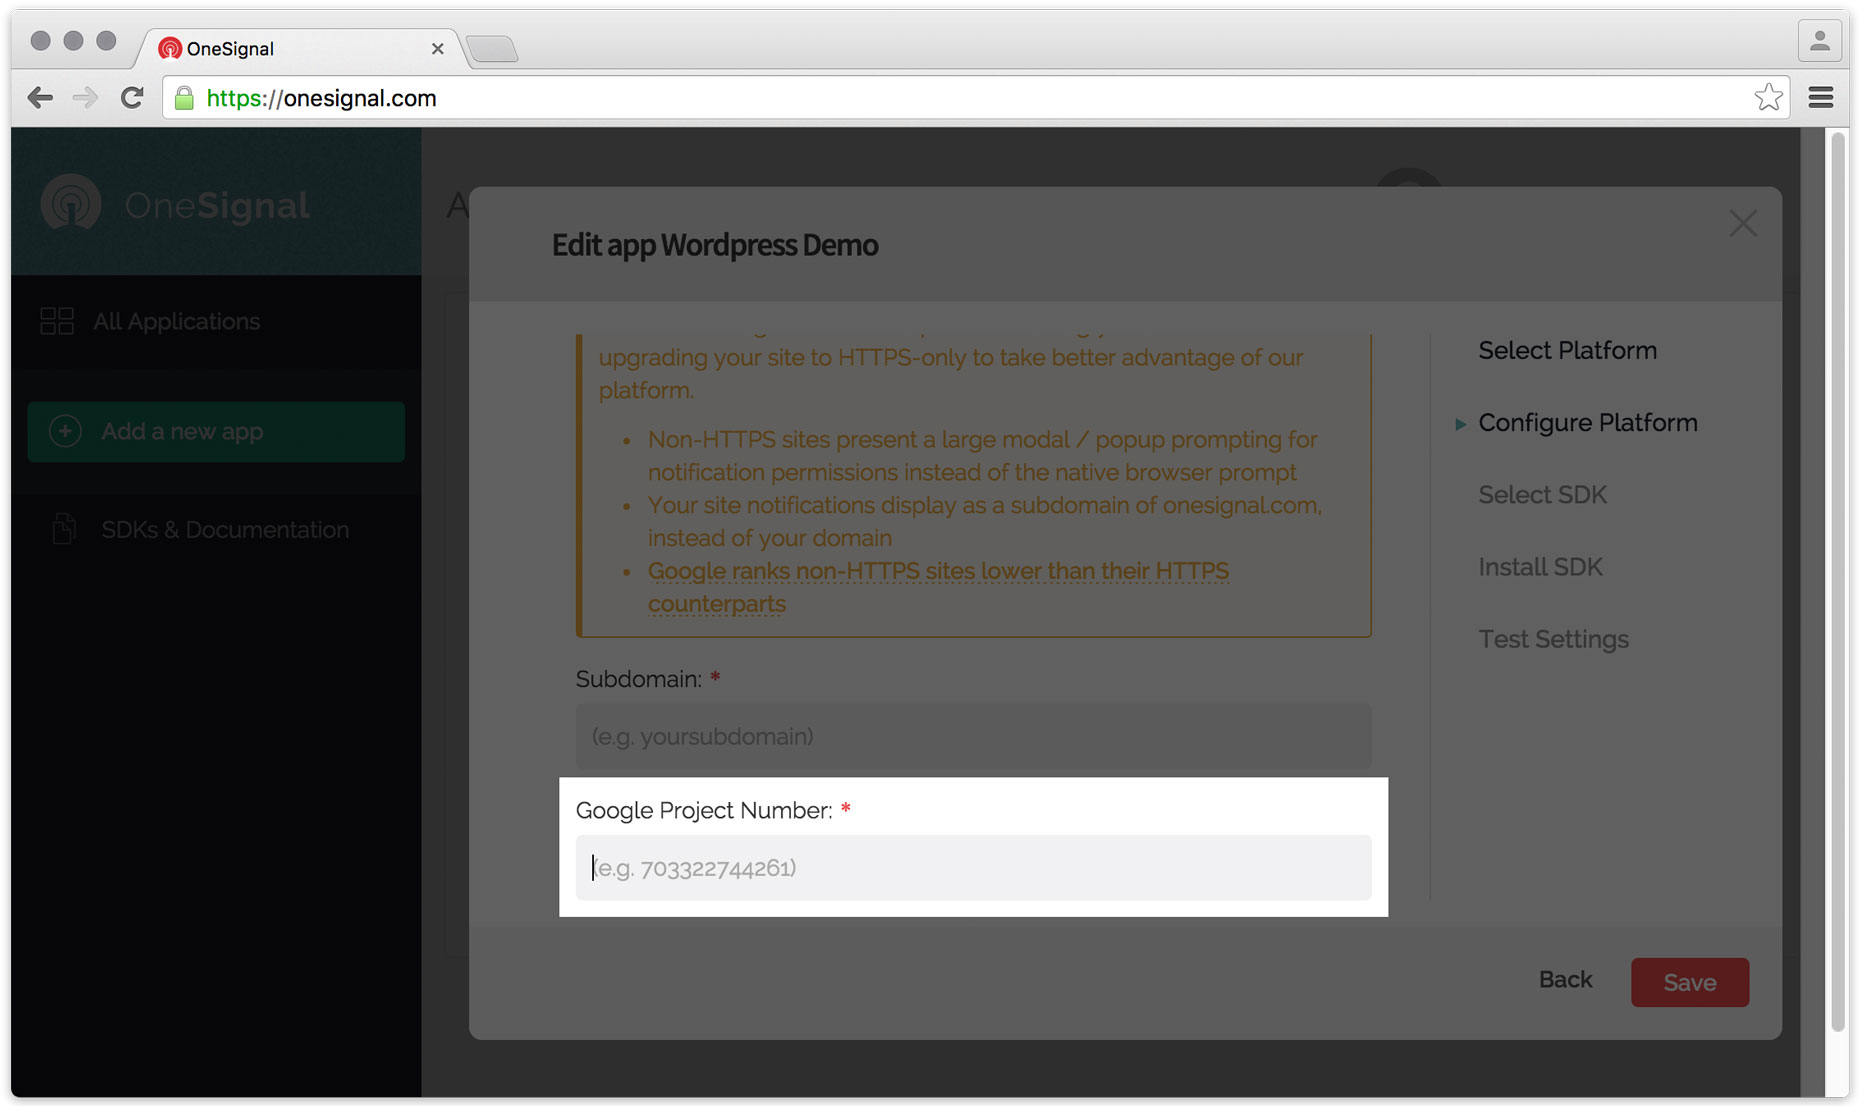 OneSignal
https://onesignal.com
OneSignal
All Applications
Add a new app
SDKs & Documentation
A
Edit app Wordpress Demo
upgrading your site to HTTPS-only to take better advantage of our
platform.
• Non-HTTPS sites present a large modal / popup prompting for
notification permissions instead of the native browser prompt
• Your site notifications display as a subdomain of onesignal.com,
instead of your domain
• Google ranks non-HTTPS sites lower than their HTTPS
counterparts
Subdomain: *
(e.g. yoursubdomain)
Google Project Number: *
(e.g. 703322744261)
Select Platform
Configure Platform
Select SDK
Install SDK
Test Settings
Back
Save